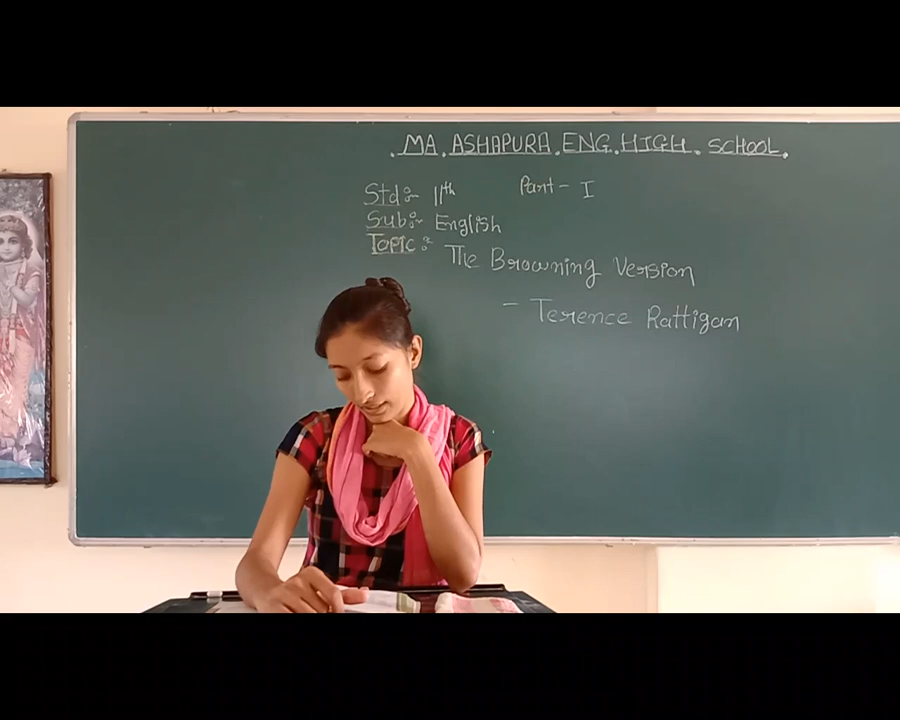 . MA. ASHAPURA. ENG. HIGH. SCHOOL.
Std:- 11th Part- I
Sub:- English
Topic:- The Browning Version
- Terence Rattigan